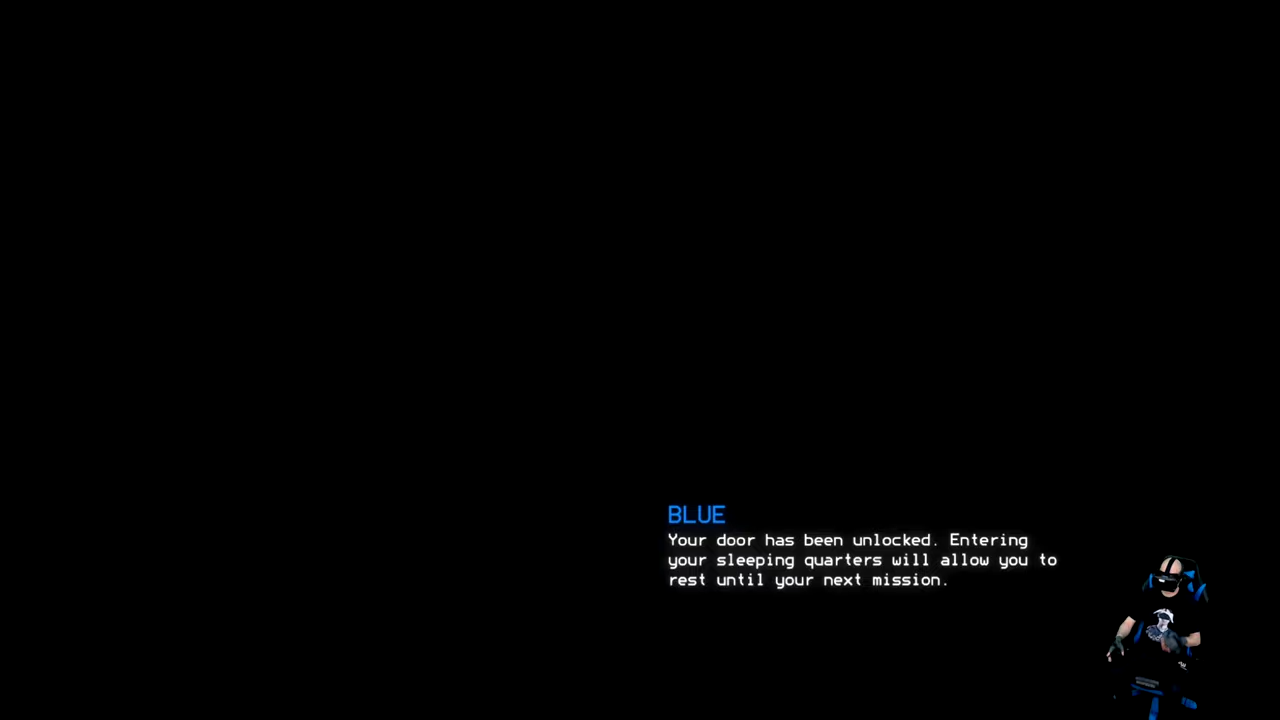 BLUE
Your door has been unlocked. Entering
your sleeping quarters will allow you to
rest until your next mission.